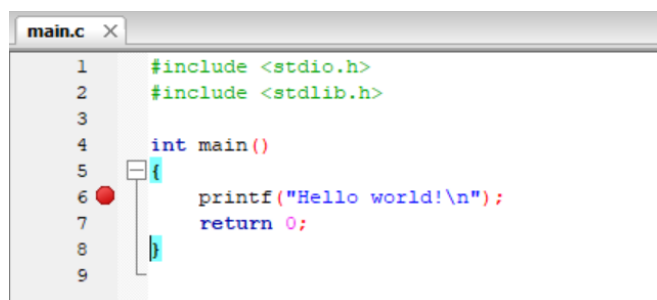 main.c ×
1 #include <stdio.h>
2 #include <stdlib.h>
3
4 int main()
5 {
6     printf("Hello world!\n");
7     return 0;
8 }
9